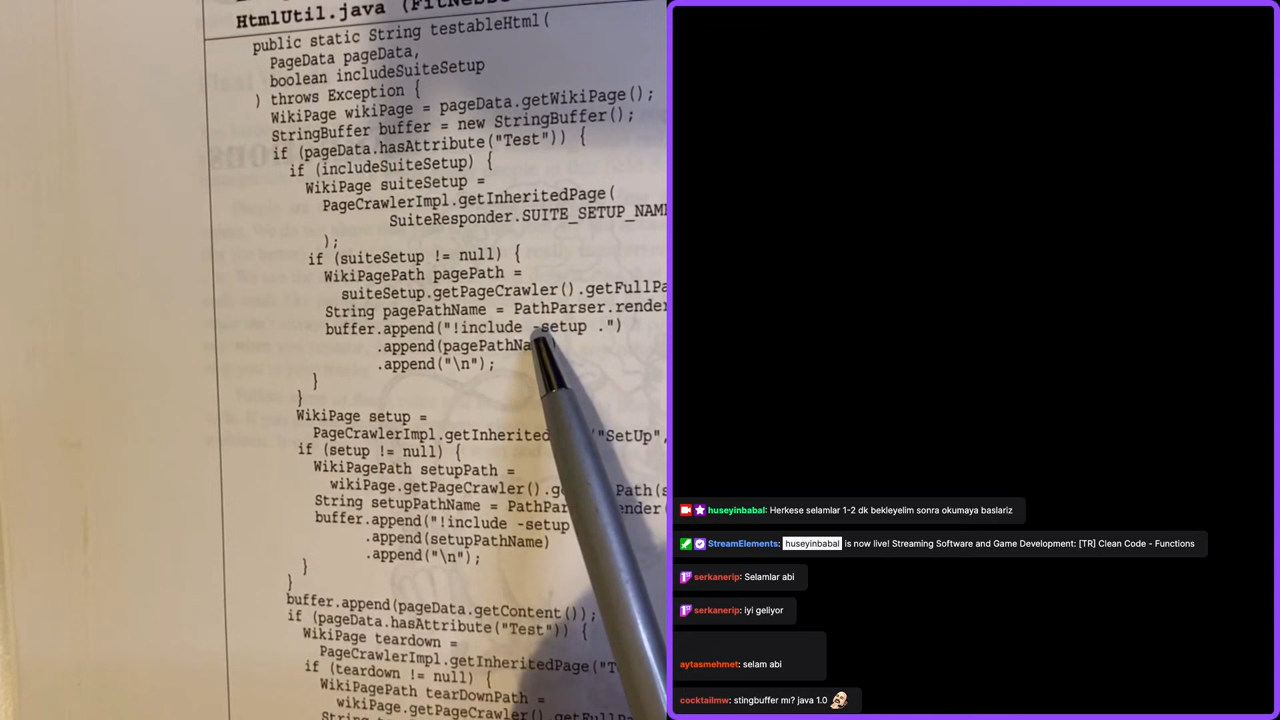 HtmlUtil.java (FitNesse
public static String testableHtml(
PageData pageData,
boolean includeSuiteSetup
) throws Exception {
WikiPage wikiPage = pageData.getWikiPage();
StringBuffer buffer = new StringBuffer();
if (pageData.hasAttribute("Test")) {
if (includeSuiteSetup) {
WikiPage suiteSetup =
PageCrawlerImpl.getInheritedPage(
SuiteResponder.SUITE_SETUP_NAME
);
if (suiteSetup != null) {
WikiPagePath pagePath =
suiteSetup.getPageCrawler().getFullPa
String pagePathName = PathParser.render
buffer.append("!include -setup .")
.append(pagePathNa
.append("\n");
}
}
WikiPage setup =
PageCrawlerImpl.getInherited ("SetUp",
if (setup != null) {
WikiPagePath setupPath =
wikiPage.getPageCrawler().g Path(s
String setupPathName = PathPar ender(
buffer.append("!include -setup
.append(setupPathName)
.append("\n");
}
}
buffer.append(pageData.getContent());
if (pageData.hasAttribute("Test")) {
WikiPage teardown =
PageCrawlerImpl.getInheritedPage("T
if (teardown != null) {
WikiPagePath tearDownPath =
wikiPage.getPageCrawler().getFullPa
String t
huseyinbabal: Herkese selamlar 1-2 dk bekleyelim sonra okumaya baslariz
StreamElements: huseyinbabal is now live! Streaming Software and Game Development: [TR] Clean Code - Functions
serkanerip: Selamlar abi
serkanerip: iyi geliyor
aytasmehmet: selam abi
cocktailmw: stingbuffer mı? java 1.0